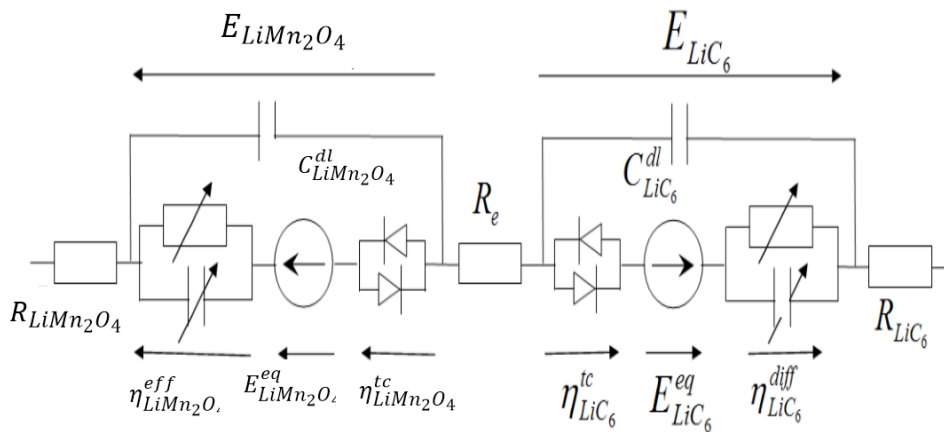 E_{LiMn_2O_4}
E_{LiC_6}
C^{dl}_{LiMn_2O_4}
C^{dl}_{LiC_6}
R_e
R_{LiMn_2O_4}
R_{LiC_6}
η^{eff}_{LiMn_2O_4}
E^{eq}_{LiMn_2O_4}
η^{tc}_{LiMn_2O_4}
η^{tc}_{LiC_6}
E^{eq}_{LiC_6}
η^{diff}_{LiC_6}